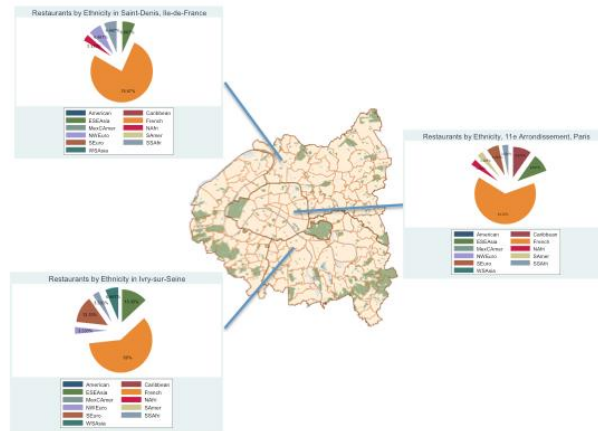 Restaurants by Ethnicity in Saint-Denis, Ile-de-France
American Caribbean
ESEAsia French
MexCAmer NAfr
NWEuro SAmer
SEuro SSAfr
WSAsia
Restaurants by Ethnicity, 11e Arrondissement, Paris
American Caribbean
ESEAsia French
MexCAmer NAfr
NWEuro SAmer
SEuro SSAfr
WSAsia
Restaurants by Ethnicity in Ivry-sur-Seine
60%
American Caribbean
ESEAsia French
MexCAmer NAfr
NWEuro SAmer
SEuro SSAfr
WSAsia